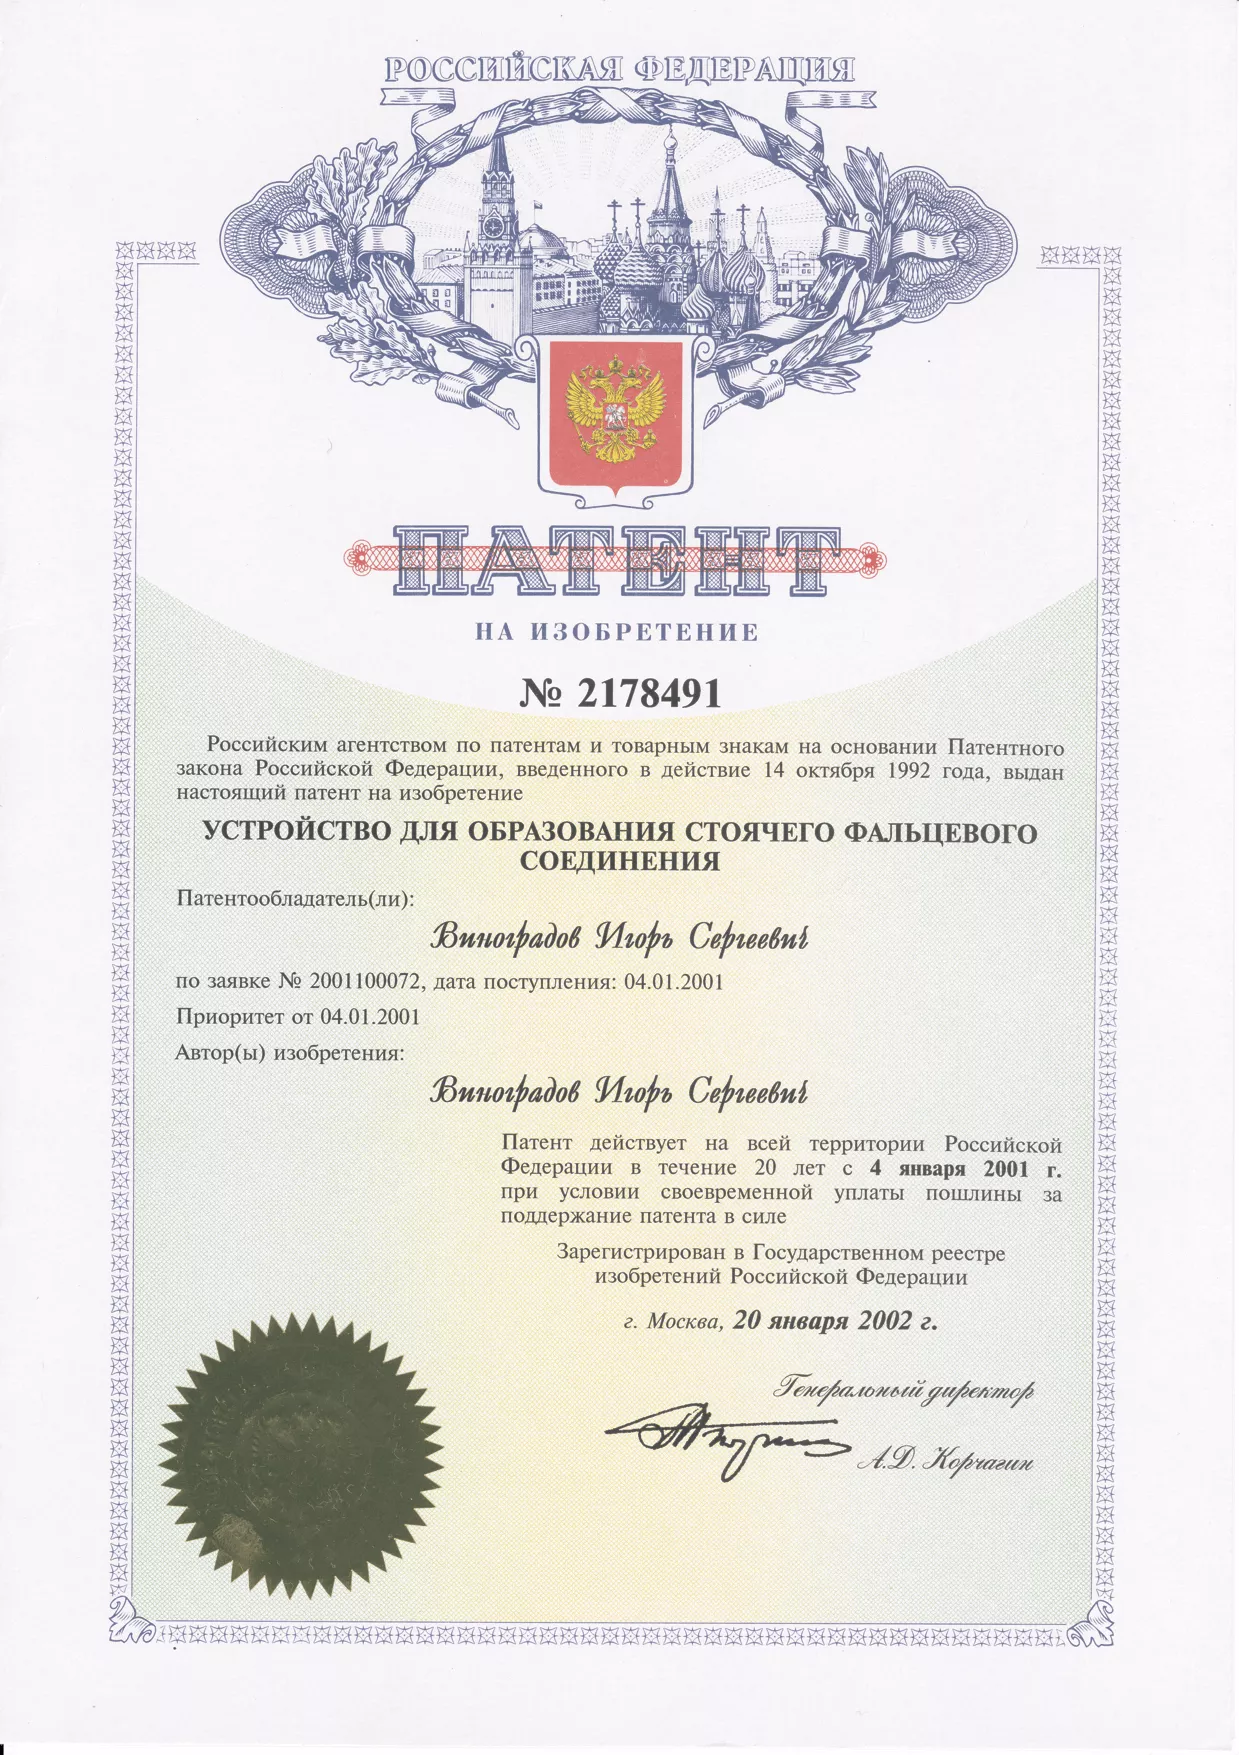 РОССИЙСКАЯ ФЕДЕРАЦИЯ
ПАТЕНТ
НА ИЗОБРЕТЕНИЕ
№ 2178491
Российским агентством по патентам и товарным знакам на основании Патентного
закона Российской Федерации, введенного в действие 14 октября 1992 года, выдан
настоящий патент на изобретение
УСТРОЙСТВО ДЛЯ ОБРАЗОВАНИЯ СТОЯЧЕГО ФАЛЬЦЕВОГО
СОЕДИНЕНИЯ
Патентообладатель(ли):
Виноградов Игорь Сергеевич
по заявке № 2001100072, дата поступления: 04.01.2001
Приоритет от 04.01.2001
Автор(ы) изобретения:
Виноградов Игорь Сергеевич
Патент действует на всей территории Российской
Федерации в течение 20 лет с 4 января 2001 г.
при условии своевременной уплаты пошлины за
поддержание патента в силе
Зарегистрирован в Государственном реестре
изобретений Российской Федерации
г. Москва, 20 января 2002 г.
Генеральный директор
А.Д. Корчагин